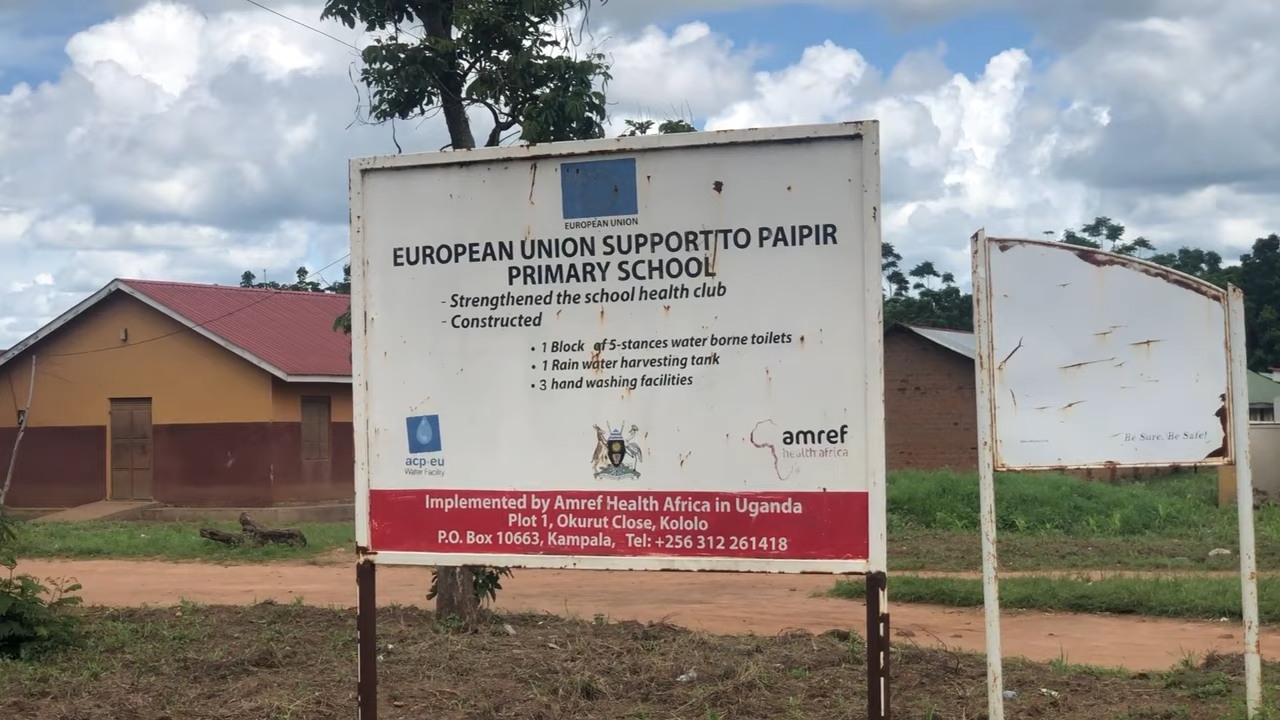 EUROPEAN UNION
EUROPEAN UNION SUPPORT TO PAIPIR
PRIMARY SCHOOL
- Strengthened the school health club
- Constructed
• 1 Block of 5-stances water borne toilets
• 1 Rain water harvesting tank
• 3 hand washing facilities
acp-eu
Water Facility
amref
health africa
Implemented by Amref Health Africa in Uganda
Plot 1, Okurut Close, Kololo
P.O. Box 10663, Kampala, Tel: +256 312 261418
Be Sure. Be Safe!